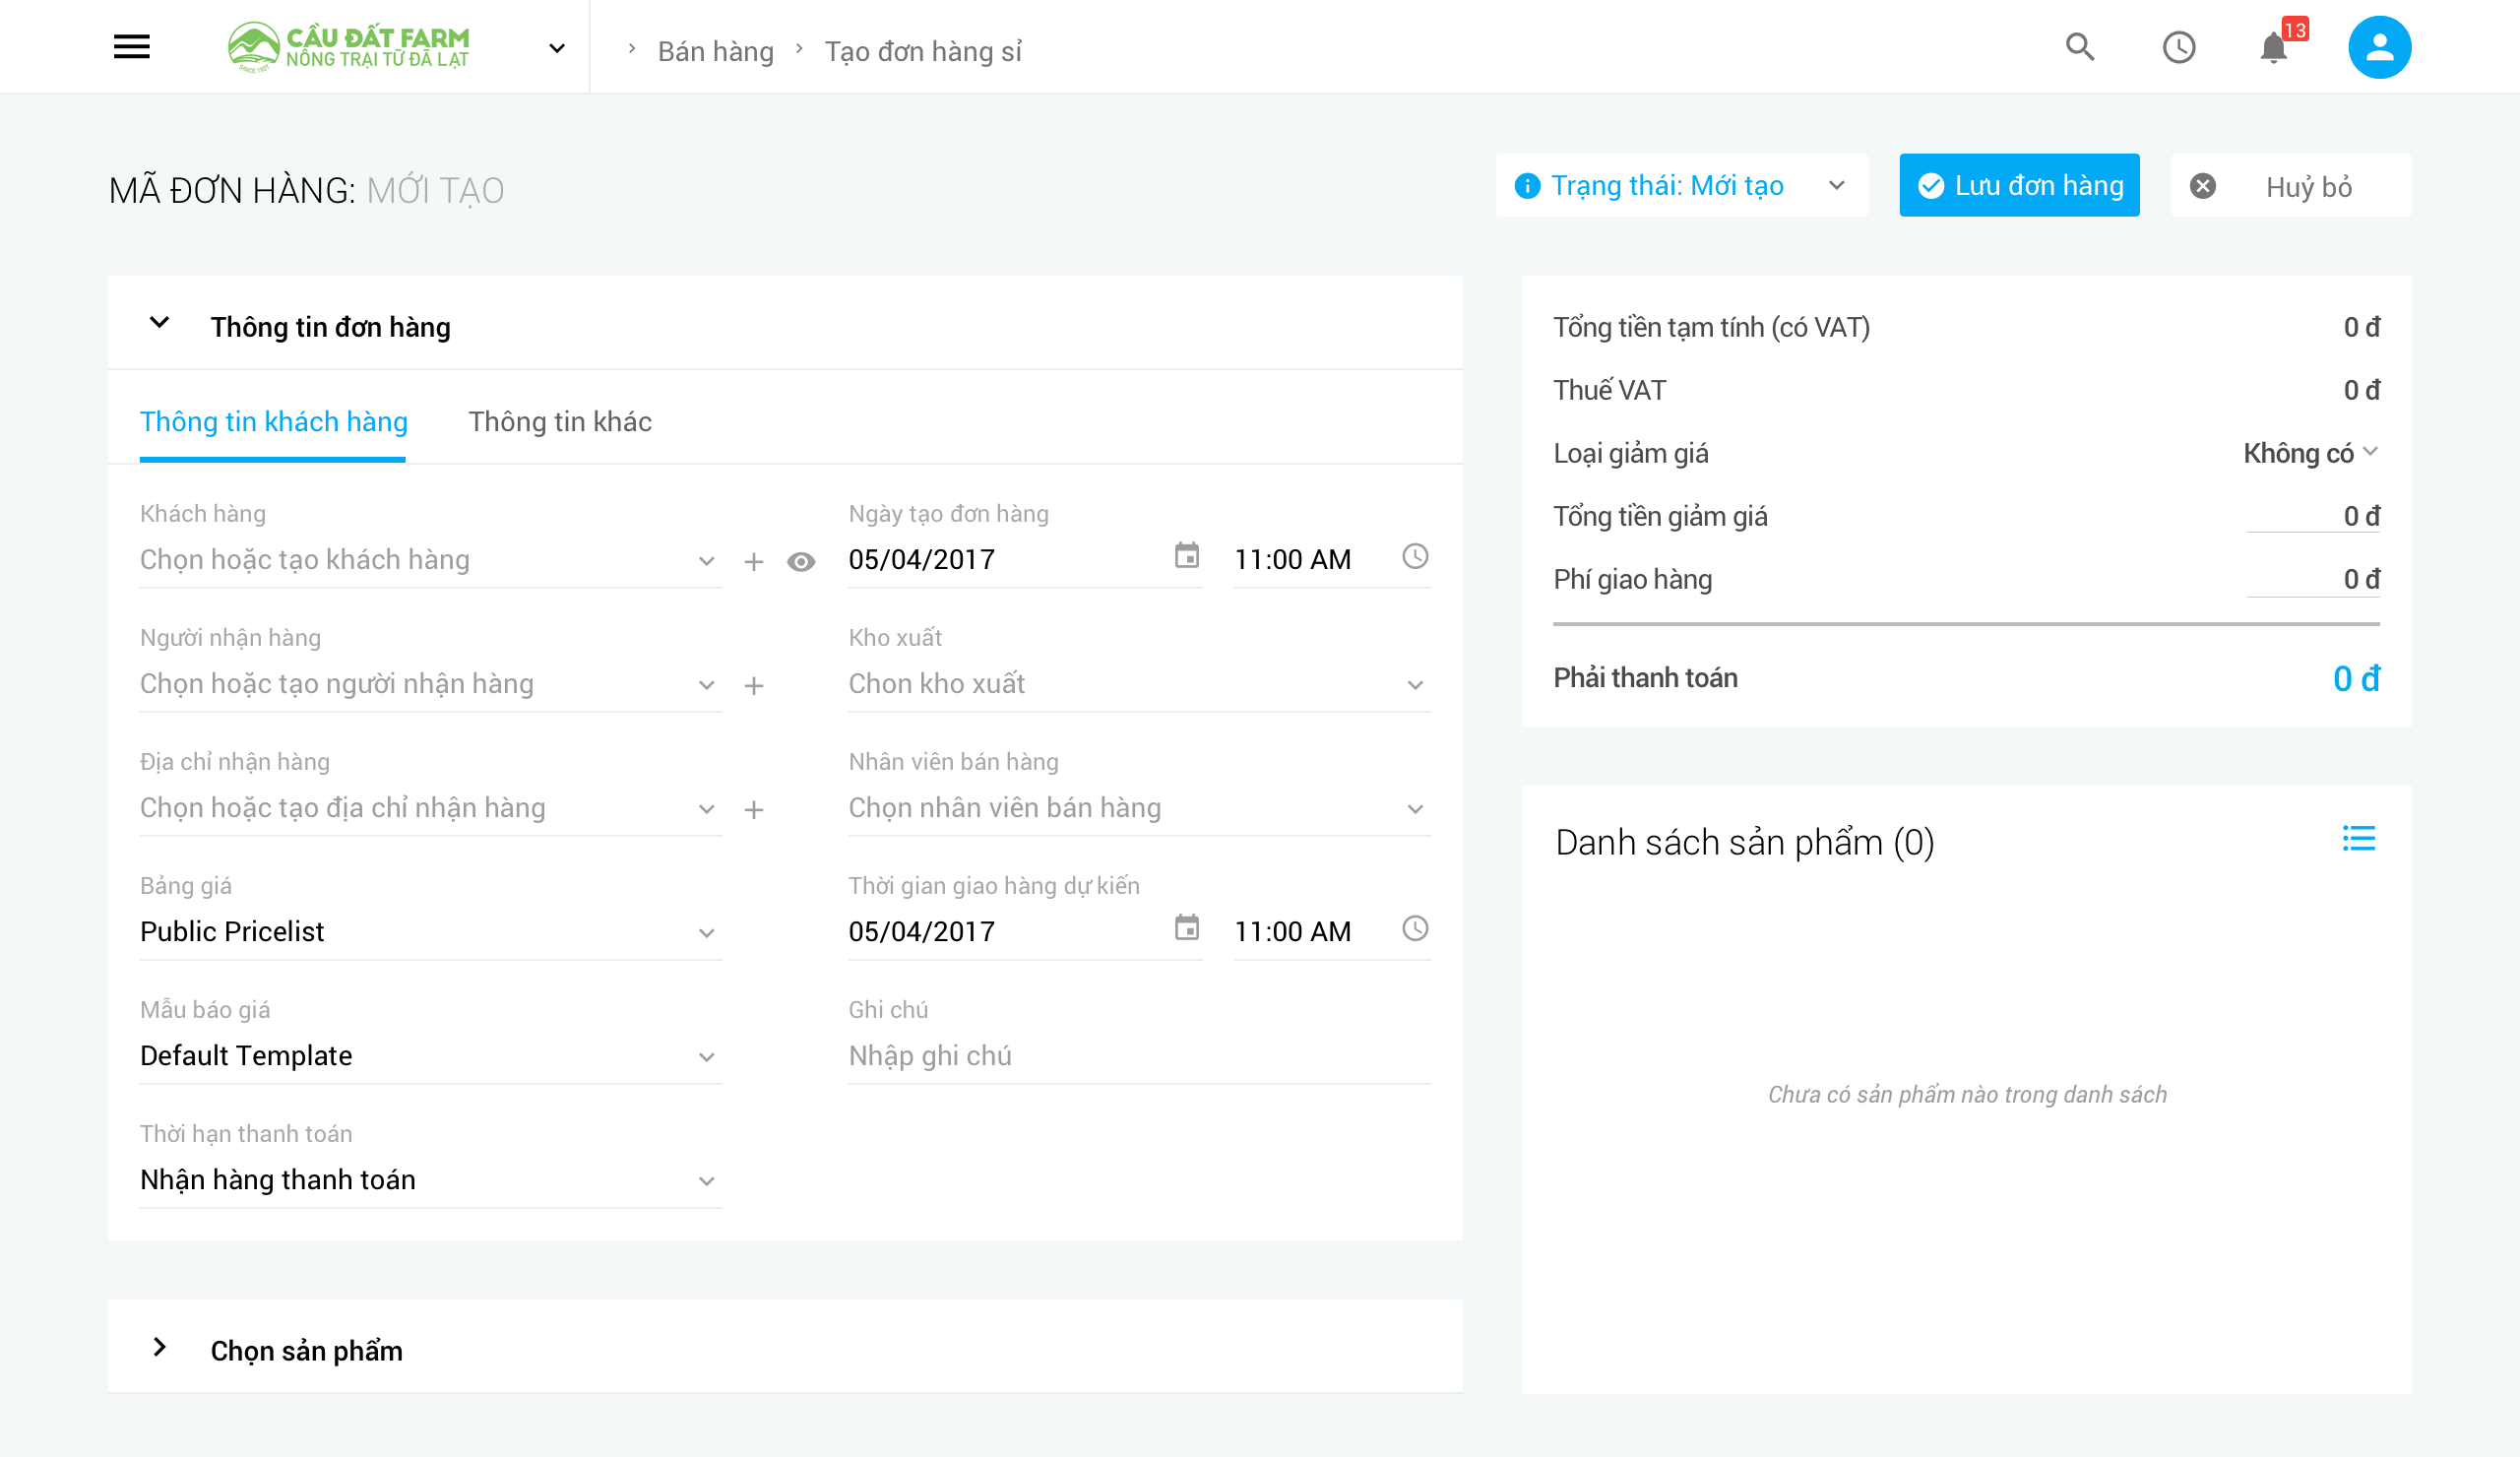 CẦU ĐẤT FARM
NÔNG TRẠI TỪ ĐÀ LẠT
SINCE 1927
Bán hàng
Tạo đơn hàng sỉ
13
MÃ ĐƠN HÀNG: MỚI TẠO
Trạng thái: Mới tạo
Lưu đơn hàng
Huỷ bỏ
Thông tin đơn hàng
Thông tin khách hàng
Thông tin khác
Khách hàng
Chọn hoặc tạo khách hàng
Ngày tạo đơn hàng
05/04/2017
11:00 AM
Người nhận hàng
Chọn hoặc tạo người nhận hàng
Kho xuất
Chon kho xuất
Địa chỉ nhận hàng
Chọn hoặc tạo địa chỉ nhận hàng
Nhân viên bán hàng
Chọn nhân viên bán hàng
Bảng giá
Public Pricelist
Thời gian giao hàng dự kiến
05/04/2017
11:00 AM
Mẫu báo giá
Default Template
Ghi chú
Nhập ghi chú
Thời hạn thanh toán
Nhận hàng thanh toán
Chọn sản phẩm
Tổng tiền tạm tính (có VAT) 0 đ
Thuế VAT 0 đ
Loại giảm giá Không có
Tổng tiền giảm giá 0 đ
Phí giao hàng 0 đ
Phải thanh toán 0 đ
Danh sách sản phẩm (0)
Chưa có sản phẩm nào trong danh sách